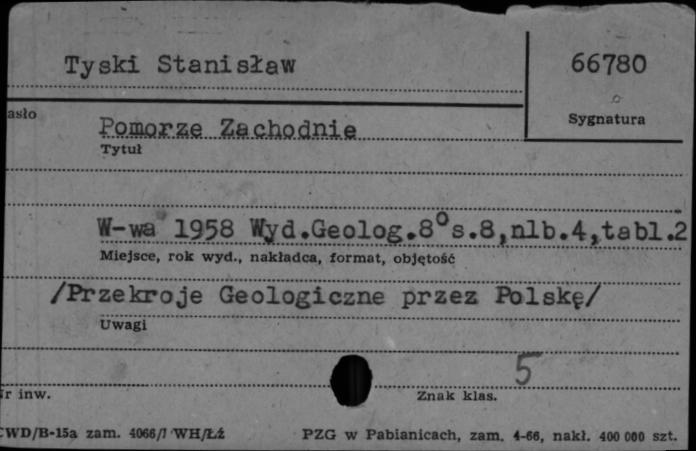 Tyski Stanisław
66780
Sygnatura
asło
Pomorze Zachodnie
Tytuł
W-wa 1958 Wyd.Geolog.8°s.8,nlb.4,tabl.2
Miejsce, rok wyd., nakładca, format, objętość
/Przekroje Geologiczne przez Polskę/
Uwagi
5
r inw.
Znak klas.
WD/B-15a zam. 4066/I WH/Łź
PZG w Pabianicach, zam. 4-66, nakł. 400 000 szt.